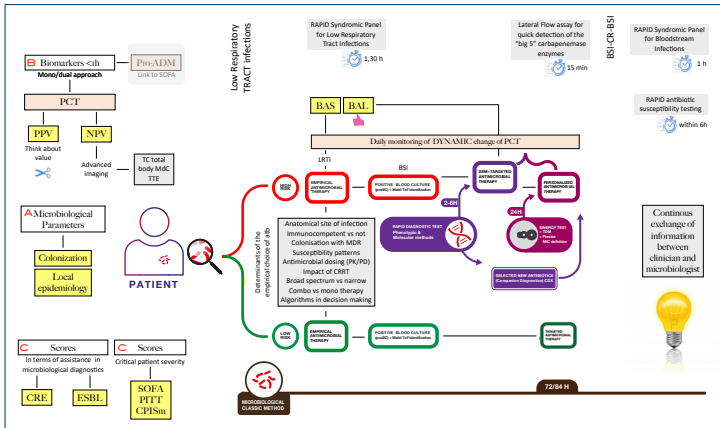 B Biomarkers <1h
Pro-ADM
Link to SOFA
Mono/dual approach
PCT
PPV
NPV
Think about
value
Advanced
imaging
TC total
body MdC
TTE
A Microbiological
Parameters
Colonization
Local
epidemiology
PATIENT
C Scores
In terms of assistance in
microbiological diagnostics
CRE
ESBL
C Scores
Critical patient severity
SOFA
PITT
CPISm
Low Respiratory
TRACT infections
RAPID Syndromic Panel
for Low Respiratory
Tract Infections
1,30 h
Lateral Flow assay for
quick detection of the
"big 5" carbapenemase
enzymes
15 min
BSI-CR-BSI
RAPID Syndromic Panel
for Bloodstream
Infections
1 h
RAPID antibiotic
susceptibility testing
within 6h
BAS
BAL
Daily monitoring of DYNAMIC change of PCT
LRTi
BSI
HIGH
RISK
EMPIRICAL
ANTIMICROBIAL
THERAPY
POSITIVE BLOOD CULTURE
SEMI-TARGETED
ANTIMICROBIAL
THERAPY
PERSONALIZED
ANTIMICROBIAL
THERAPY
2-6H
24H
RAPID DIAGNOSTIC TEST
Phenotypic &
Molecular methods
SYNERGY TEST
+ TDM
+ Precise
MIC definition
SELECTED NEW ANTIBIOTICS
(Companion Diagnostics) CDX
Determinants of the
empirical choice of atb
Anatomical site of infection
Immunocompetent vs not
Colonisation with MDR
Susceptibility patterns
Antimicrobial dosing (PK/PD)
Impact of CRRT
Broad spectrum vs narrow
Combo vs mono therapy
Algorithms in decision making
LOW
RISK
EMPIRICAL
ANTIMICROBIAL
THERAPY
POSITIVE BLOOD CULTURE
TARGETED
ANTIMICROBIAL
THERAPY
Continous
exchange of
information
between
clinician and
microbiologist
72/84 H
MICROBIOLOGICAL
CLASSIC METHOD